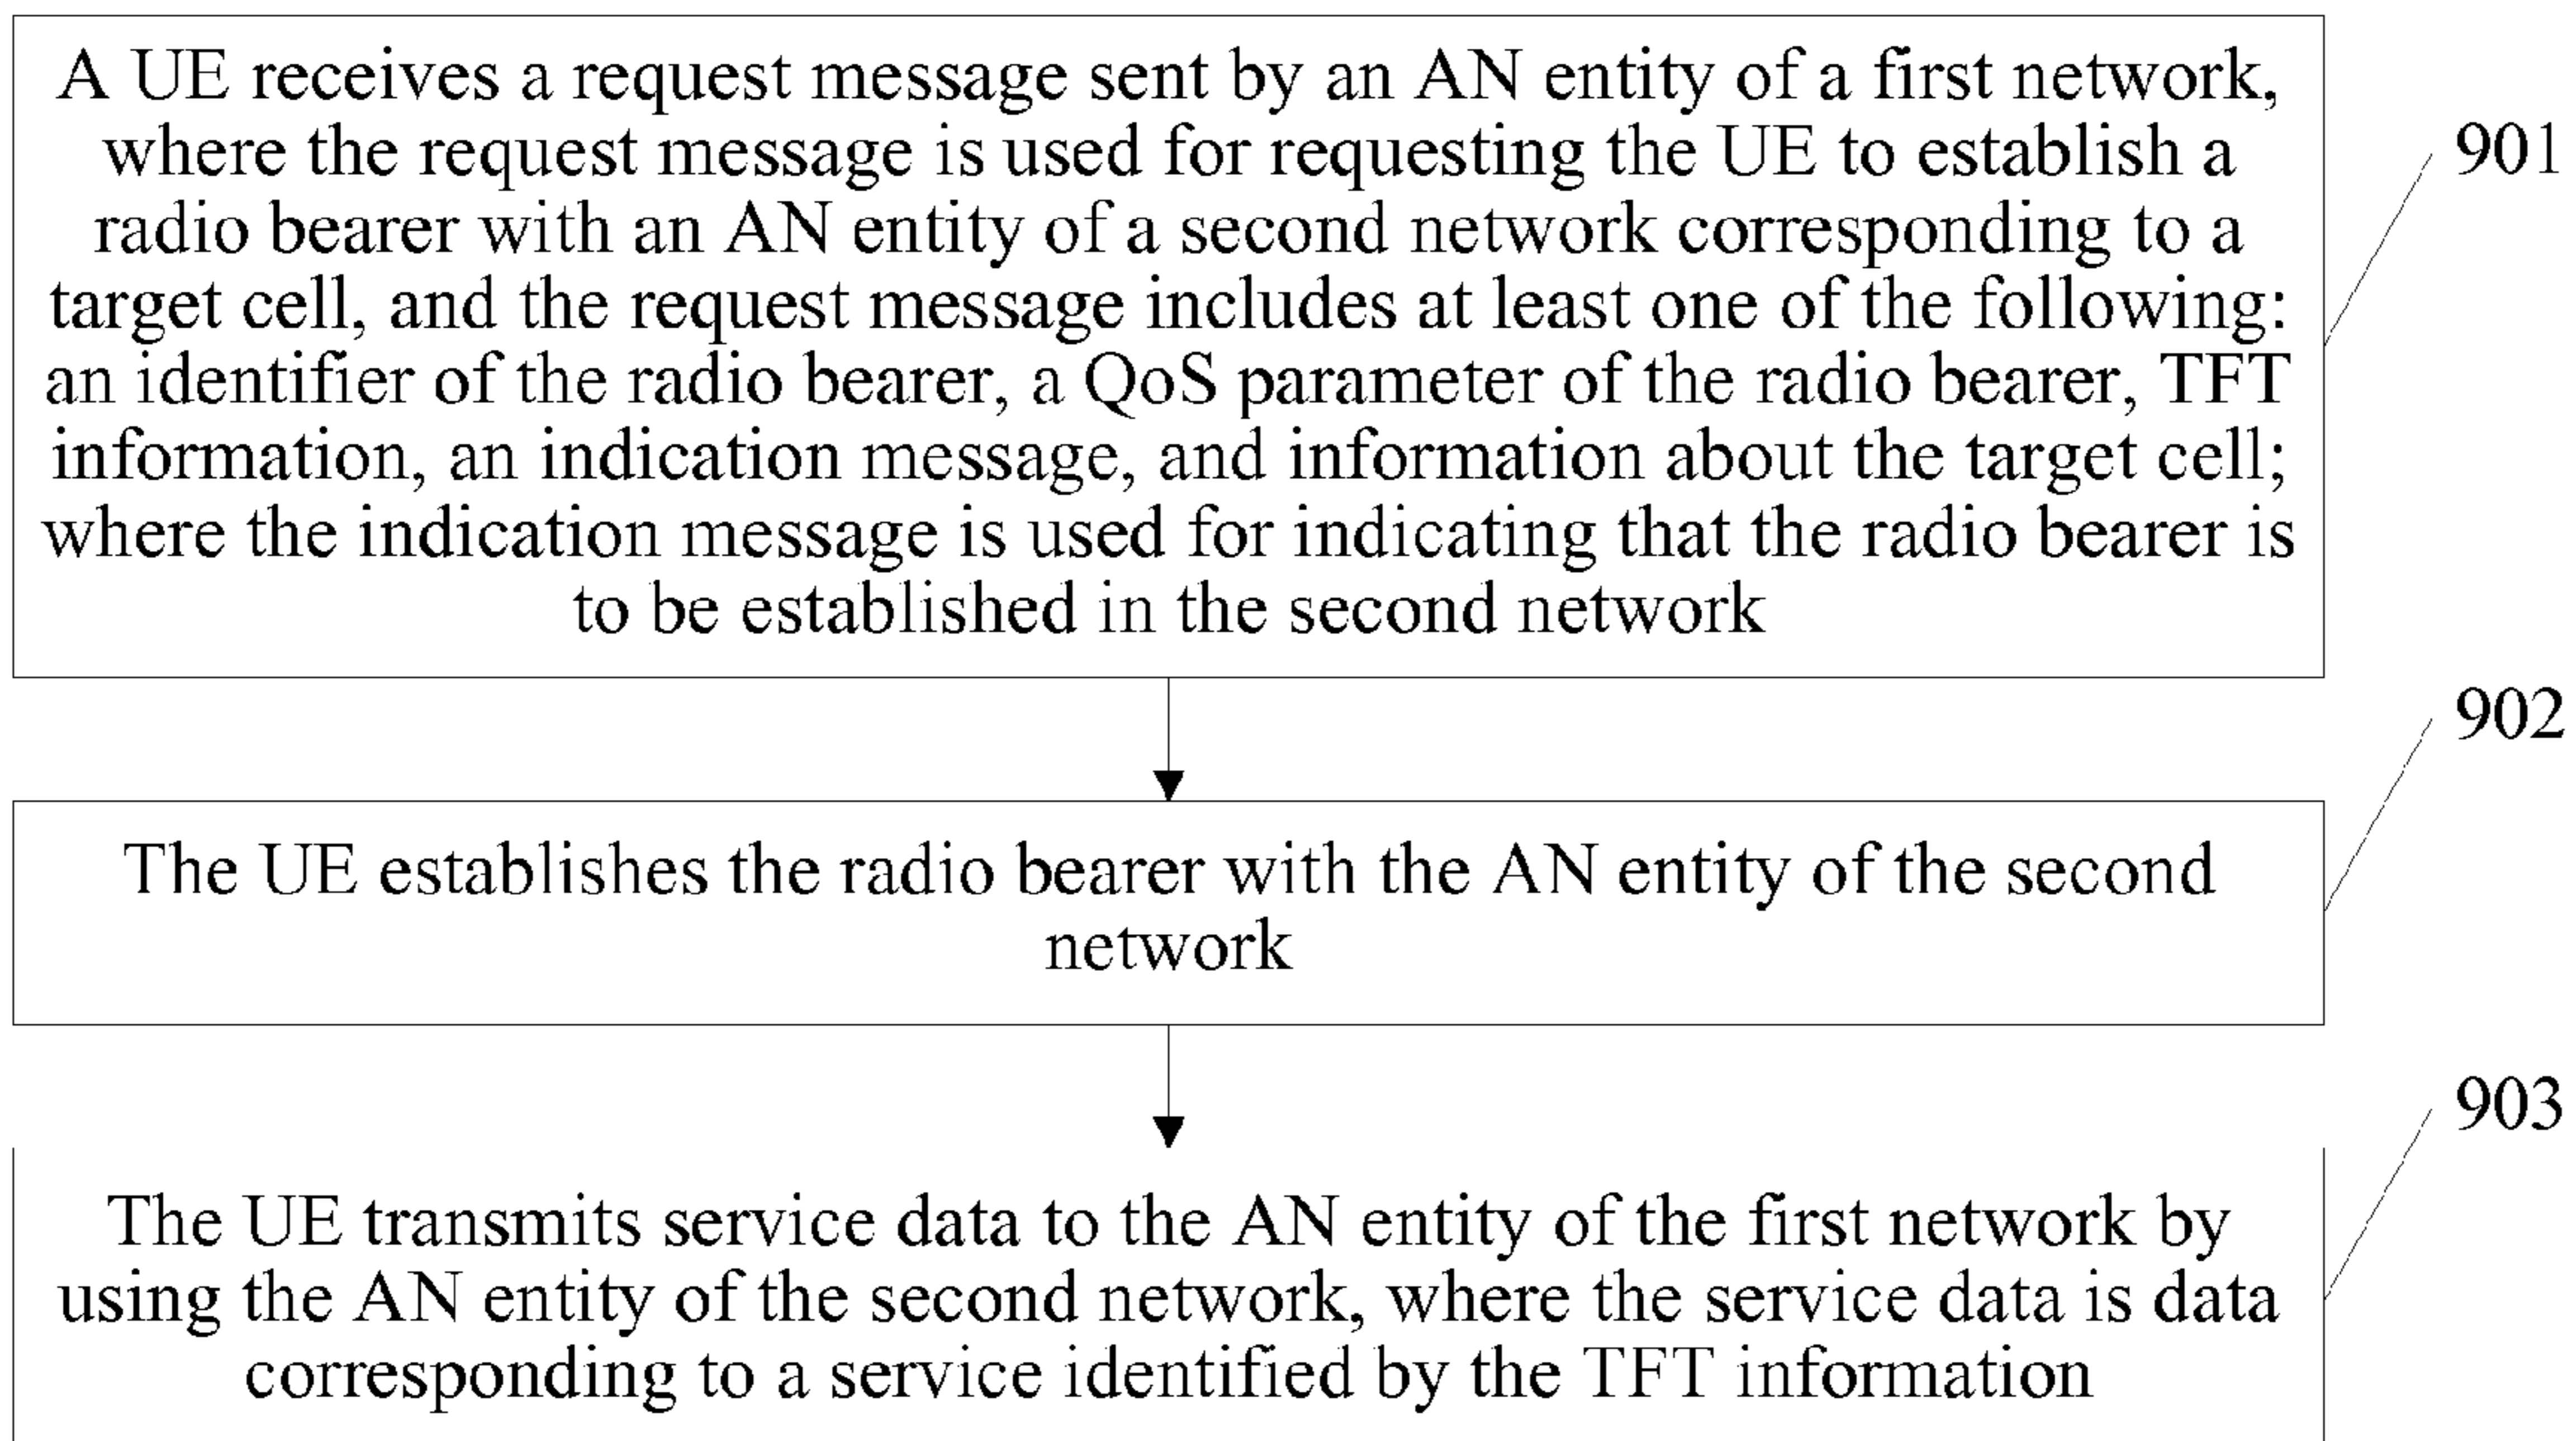 A UE receives a request message sent by an AN entity of a first network,
where the request message is used for requesting the UE to establish a
radio bearer with an AN entity of a second network corresponding to a
target cell, and the request message includes at least one of the following:
an identifier of the radio bearer, a QoS parameter of the radio bearer, TFT
information, an indication message, and information about the target cell;
where the indication message is used for indicating that the radio bearer is
to be established in the second network
901
The UE establishes the radio bearer with the AN entity of the second
network
902
The UE transmits service data to the AN entity of the first network by
using the AN entity of the second network, where the service data is data
corresponding to a service identified by the TFT information
903